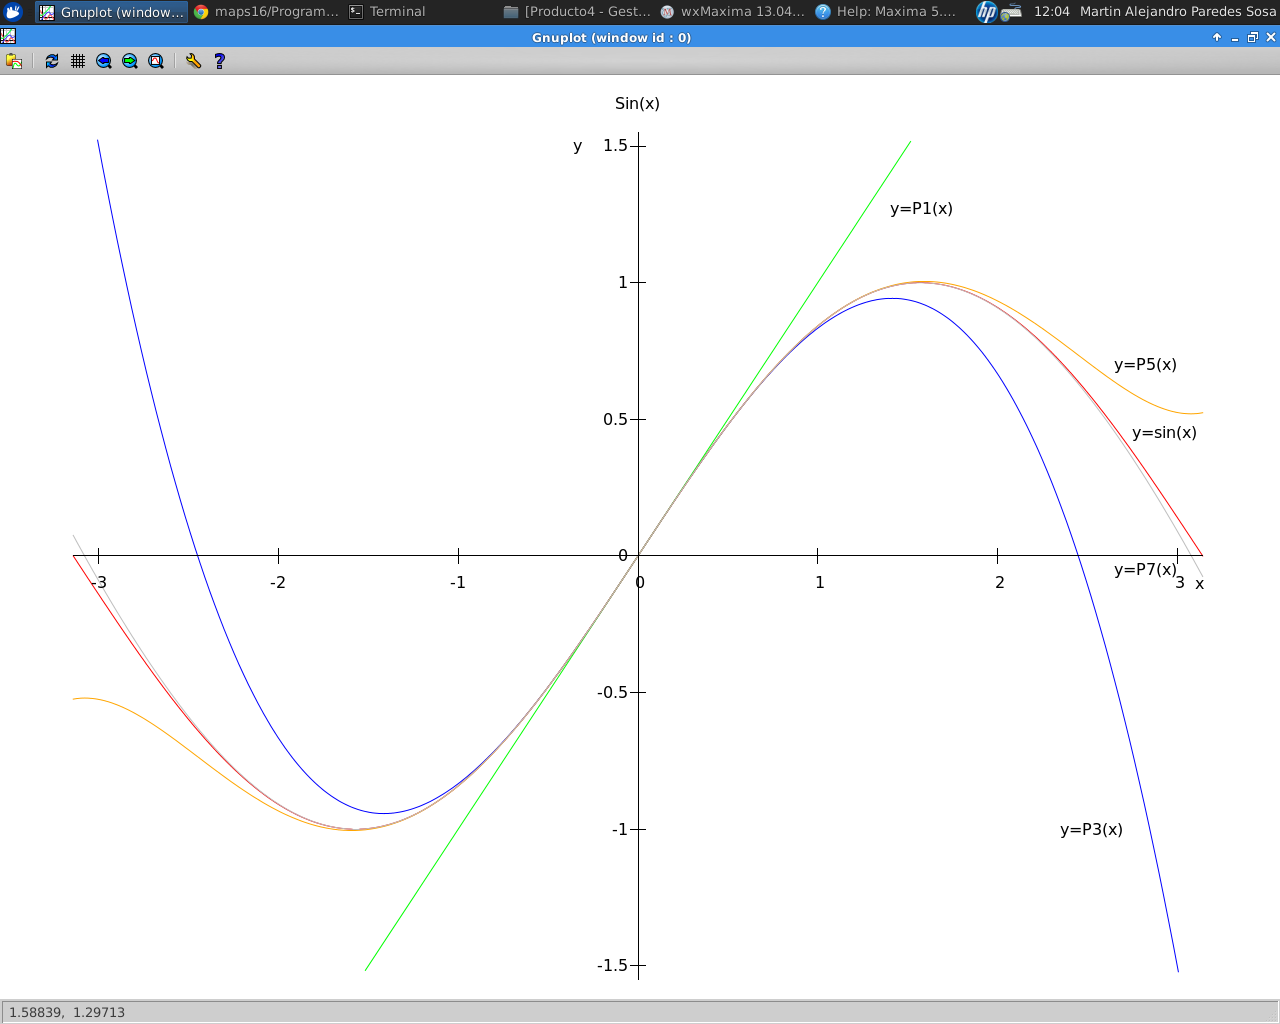 Gnuplot (window... maps16/Program... Terminal [Producto4 - Gest... wxMaxima 13.04... Help: Maxima 5.... hp 12:04 Martin Alejandro Paredes Sosa
Gnuplot (window id : 0)
Sin(x)
y 1.5
y=P1(x)
1
y=P5(x)
0.5
y=sin(x)
0
y=P7(x)
-3 -2 -1 0 1 2 3 x
-0.5
-1 y=P3(x)
-1.5
1.58839, 1.29713